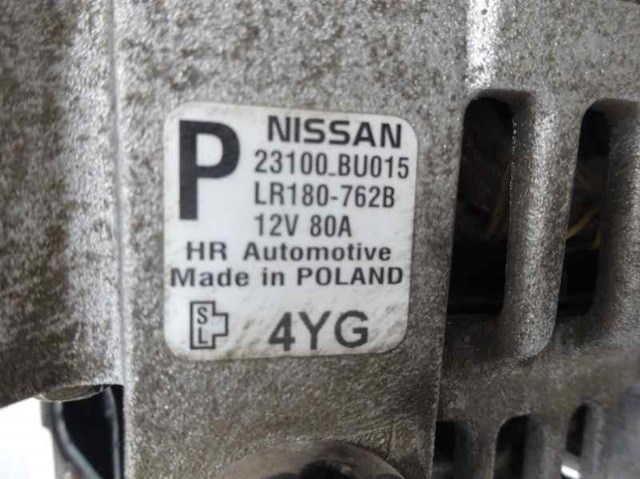 P
NISSAN
23100_BU015
LR180-762B
12V 80A
HR Automotive
Made in POLAND
S
L
4YG